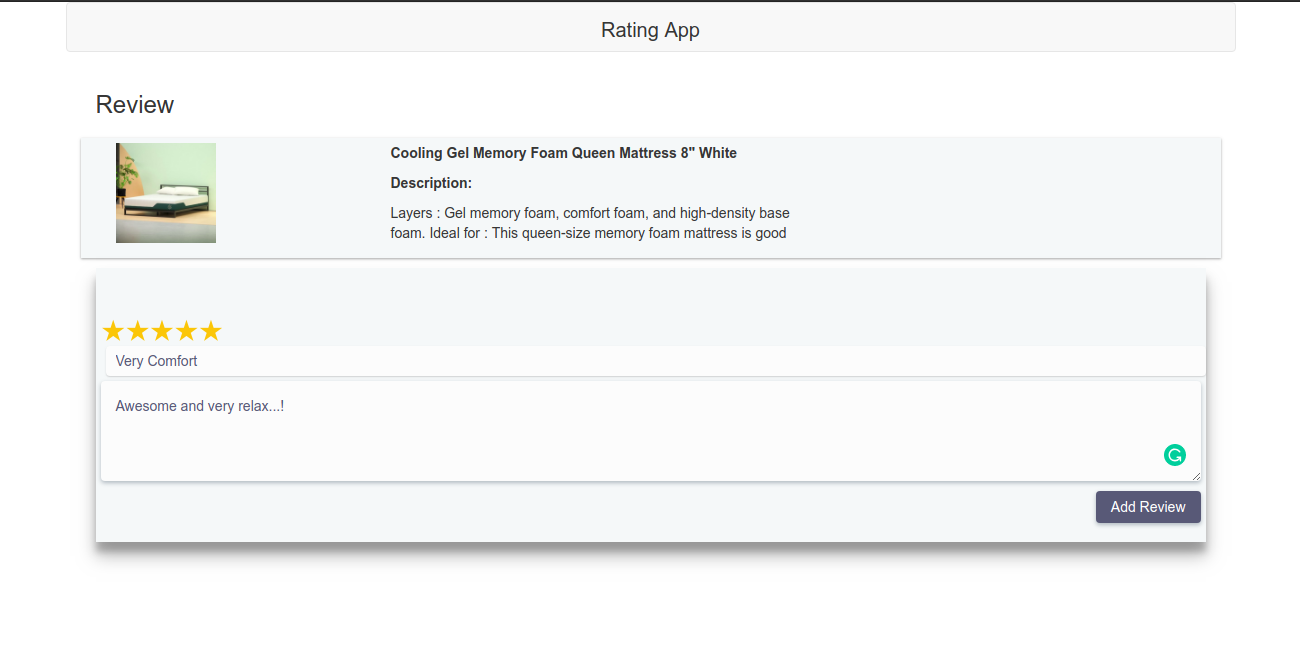 Rating App
Review
Cooling Gel Memory Foam Queen Mattress 8" White
Description:
Layers : Gel memory foam, comfort foam, and high-density base
foam. Ideal for : This queen-size memory foam mattress is good
Very Comfort
Awesome and very relax...!
Add Review